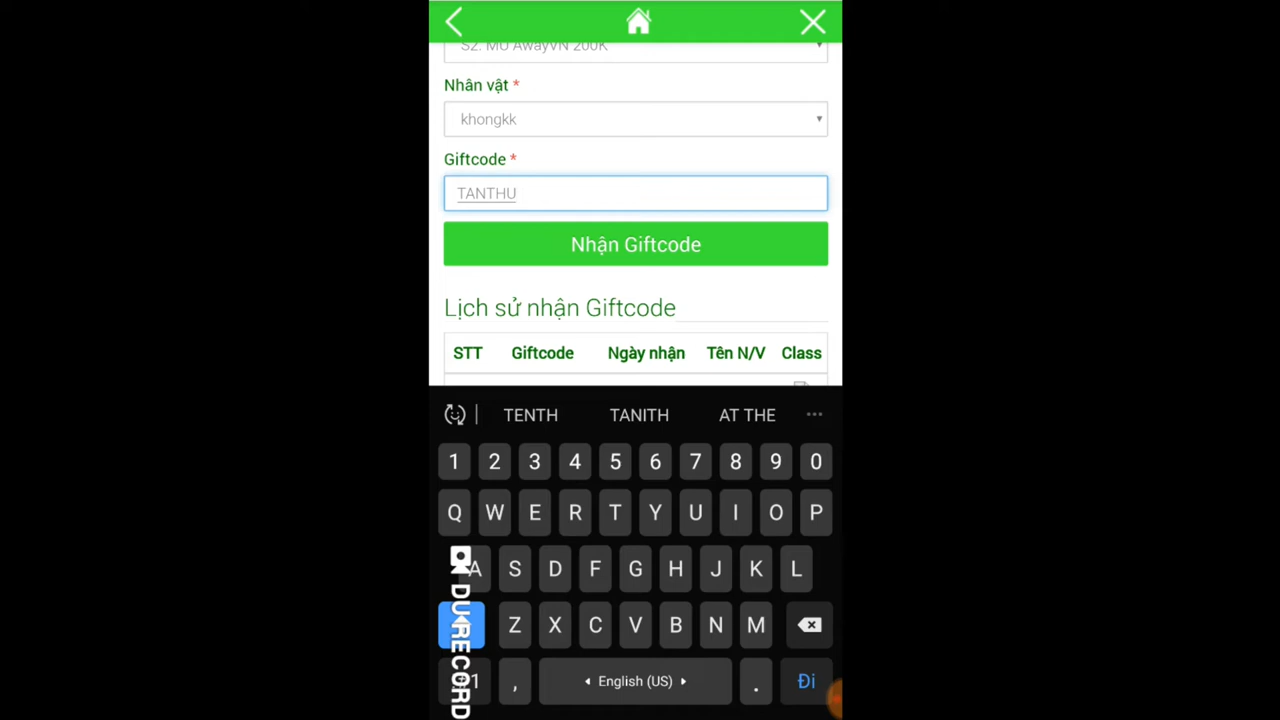 S2. MU AwayVN 200K
Nhân vật *
khongkk
Giftcode *
TANTHU
Nhận Giftcode
Lịch sử nhận Giftcode
STT Giftcode Ngày nhận Tên N/V Class
TENTH TANITH AT THE ...
1 2 3 4 5 6 7 8 9 0
Q W E R T Y U I O P
A S D F G H J K L
Z X C V B N M
, English (US) . Đi
DU RECORD